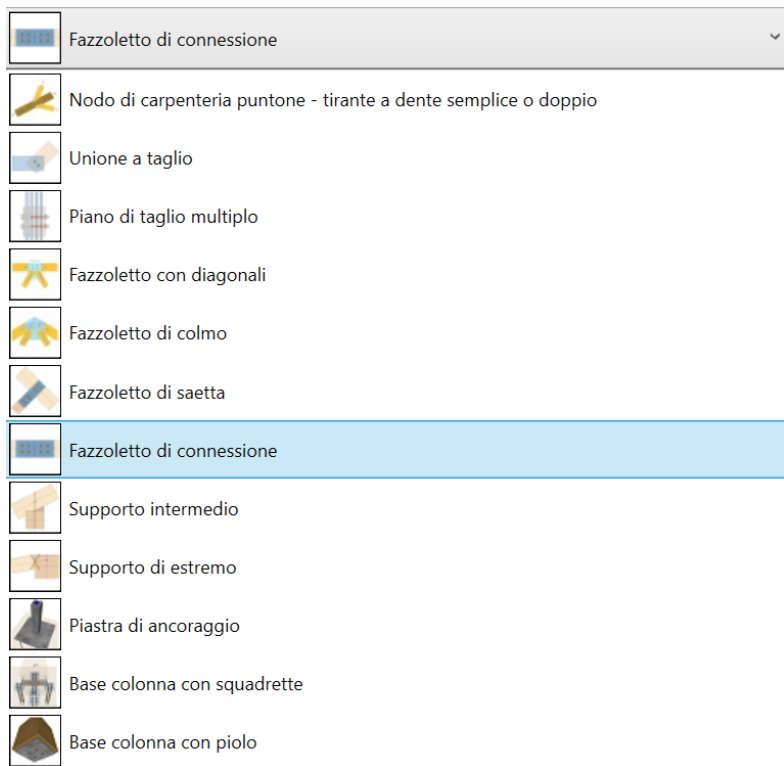 Fazzoletto di connessione
Nodo di carpenteria puntone - tirante a dente semplice o doppio
Unione a taglio
Piano di taglio multiplo
Fazzoletto con diagonali
Fazzoletto di colmo
Fazzoletto di saetta
Fazzoletto di connessione
Supporto intermedio
Supporto di estremo
Piastra di ancoraggio
Base colonna con squadrette
Base colonna con piolo